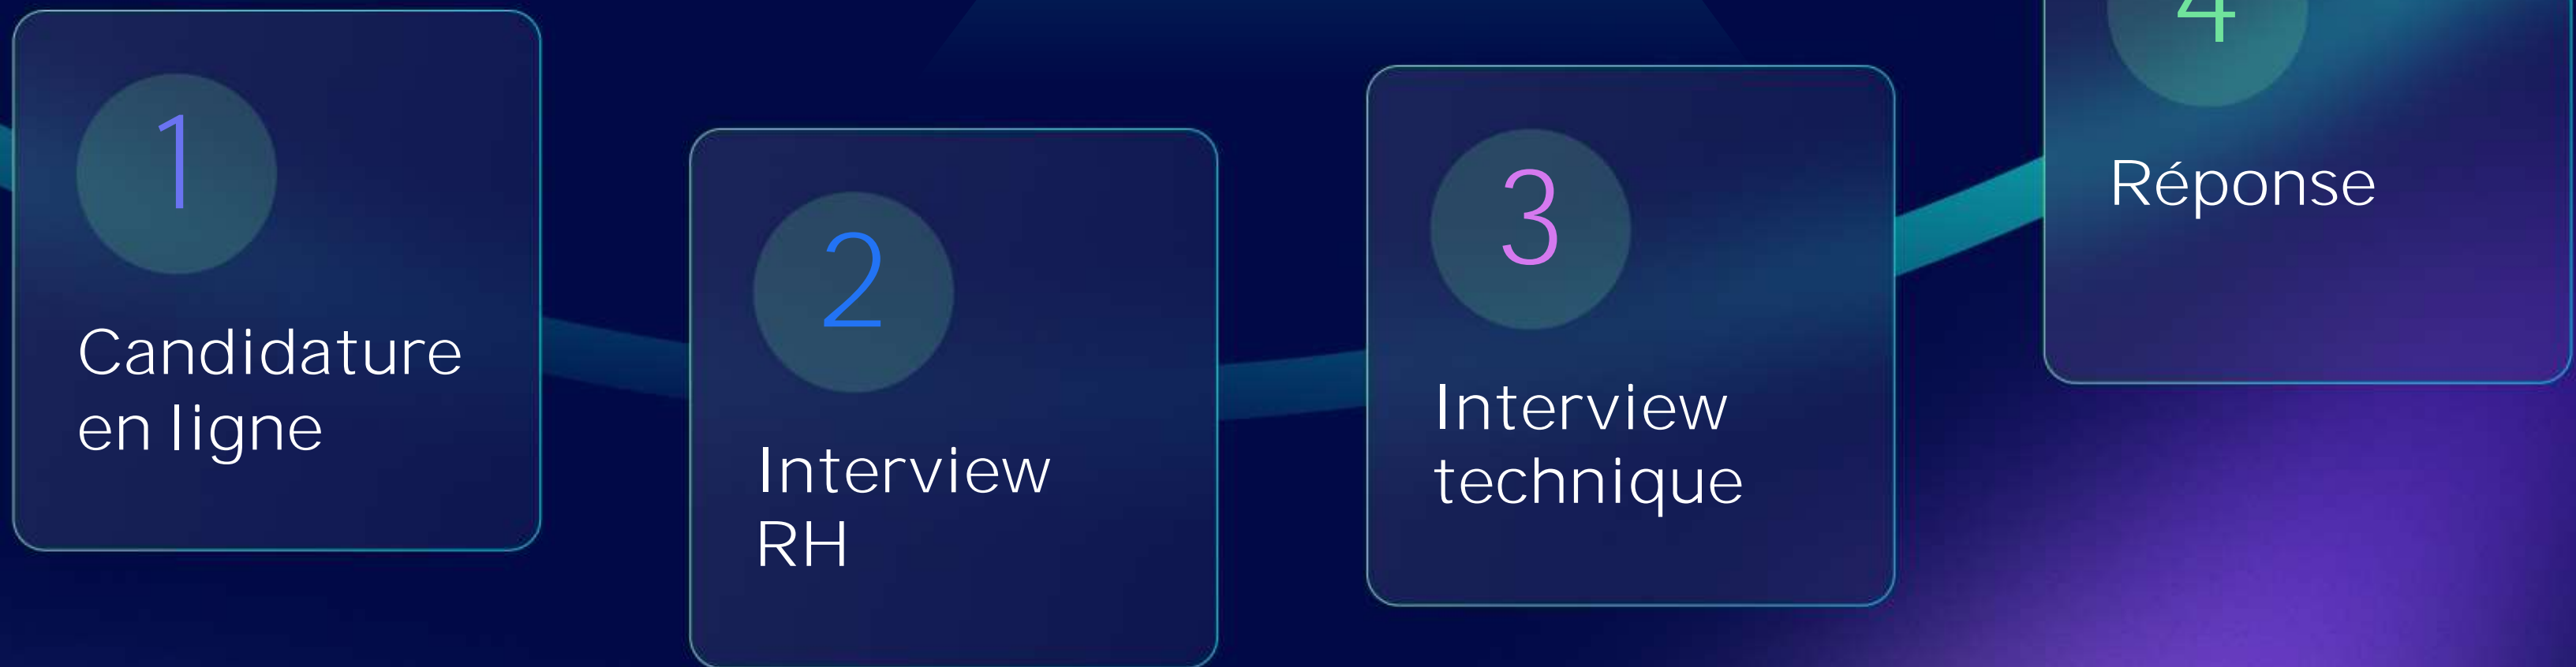 1
Candidature
en ligne
2
Interview
RH
3
Interview
technique
4
Réponse